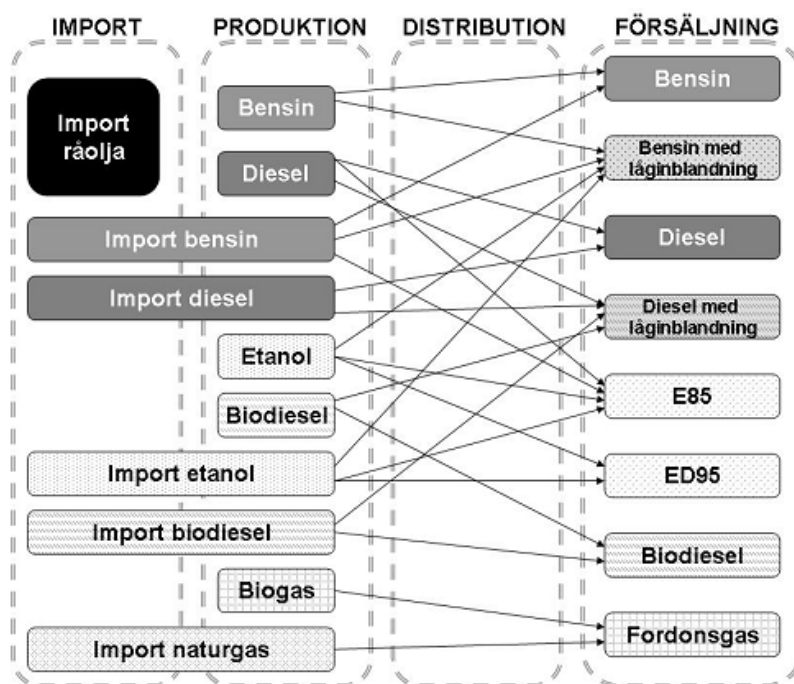 IMPORT
PRODUKTION
DISTRIBUTION
FÖRSÄLJNING
Import
råolja
Bensin
Diesel
Import bensin
Import diesel
Etanol
Biodiesel
Import etanol
Import biodiesel
Biogas
Import naturgas
Bensin
Bensin med
låginblandning
Diesel
Diesel med
låginblandning
E85
ED95
Biodiesel
Fordonsgas